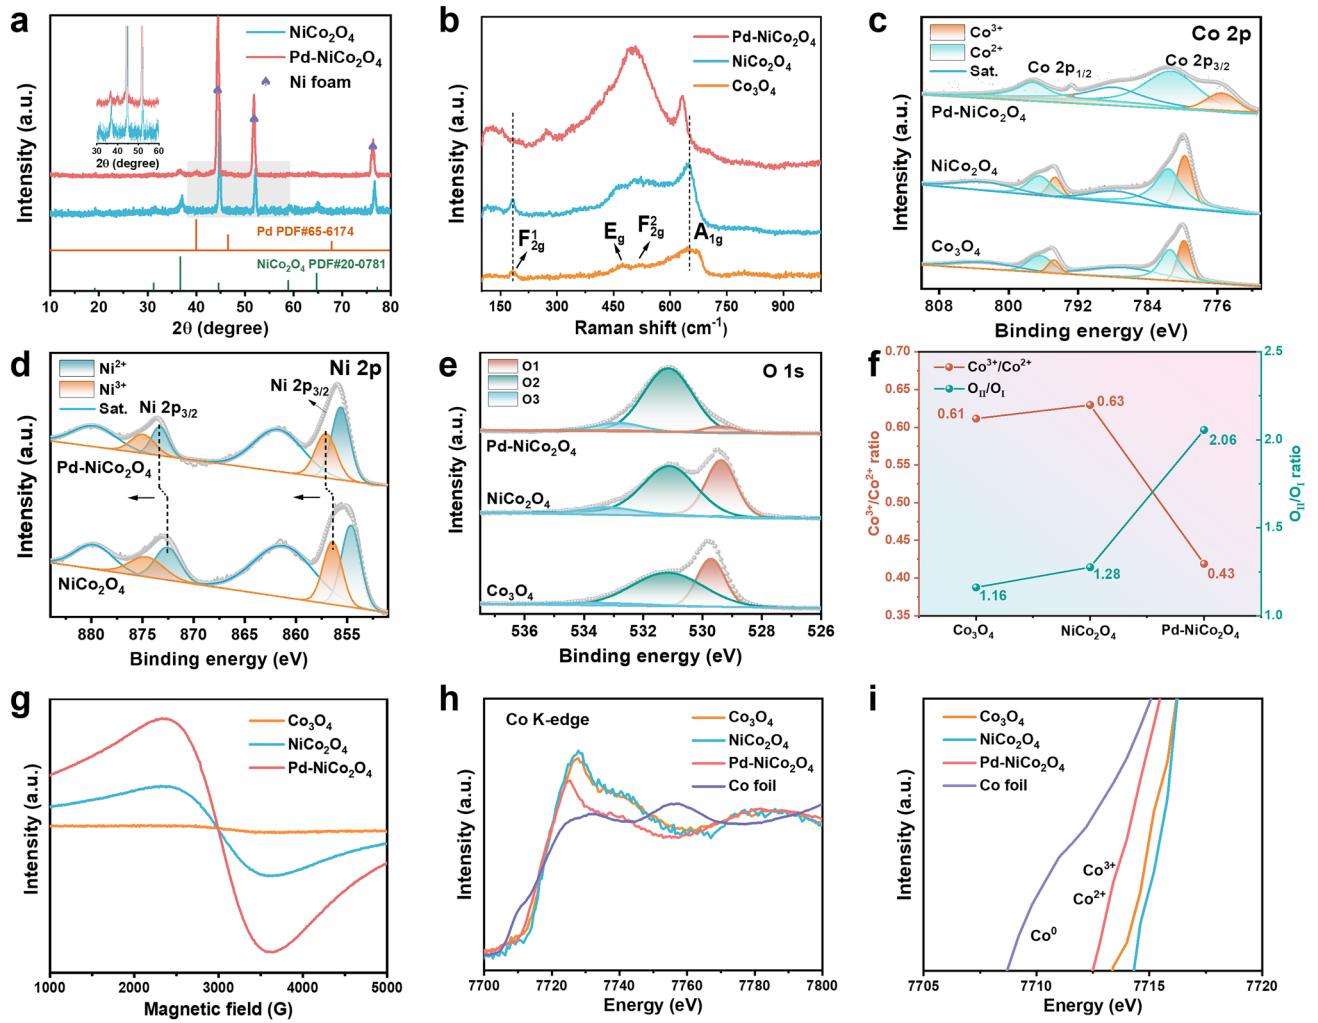 a
Intensity (a.u.)
NiCo₂O₄
Pd-NiCo₂O₄
Ni foam
30 40 50 60
2θ (degree)
Pd PDF#65-6174
NiCo₂O₄ PDF#20-0781
10 20 30 40 50 60 70 80
2θ (degree)
b
Intensity (a.u.)
Pd-NiCo₂O₄
NiCo₂O₄
Co₃O₄
F¹₂g
Eg
F²₂g
A₁g
150 300 450 600 750 900
Raman shift (cm⁻¹)
c
Intensity (a.u.)
Co 2p
Co³⁺
Co²⁺
Sat.
Co 2p₁/₂
Co 2p₃/₂
Pd-NiCo₂O₄
NiCo₂O₄
Co₃O₄
808 800 792 784 776
Binding energy (eV)
d
Intensity (a.u.)
Ni 2p
Ni²⁺
Ni³⁺
Sat.
Ni 2p₃/₂
Ni 2p₃/₂
Pd-NiCo₂O₄
NiCo₂O₄
880 875 870 865 860 855
Binding energy (eV)
e
Intensity (a.u.)
O 1s
O1
O2
O3
Pd-NiCo₂O₄
NiCo₂O₄
Co₃O₄
536 534 532 530 528 526
Binding energy (eV)
f
Co³⁺/Co²⁺ ratio
0.70
0.65
0.60
0.55
0.50
0.45
0.40
0.35
Co³⁺/Co²⁺
O_II/O_I
0.61
0.63
0.43
1.16
1.28
2.06
2.5
2.0
1.5
1.0
O_II/O_I ratio
Co₃O₄ NiCo₂O₄ Pd-NiCo₂O₄
g
Intensity (a.u.)
Co₃O₄
NiCo₂O₄
Pd-NiCo₂O₄
1000 2000 3000 4000 5000
Magnetic field (G)
h
Intensity (a.u.)
Co K-edge
Co₃O₄
NiCo₂O₄
Pd-NiCo₂O₄
Co foil
7700 7720 7740 7760 7780 7800
Energy (eV)
i
Intensity (a.u.)
Co₃O₄
NiCo₂O₄
Pd-NiCo₂O₄
Co foil
Co³⁺
Co²⁺
Co⁰
7705 7710 7715 7720
Energy (eV)